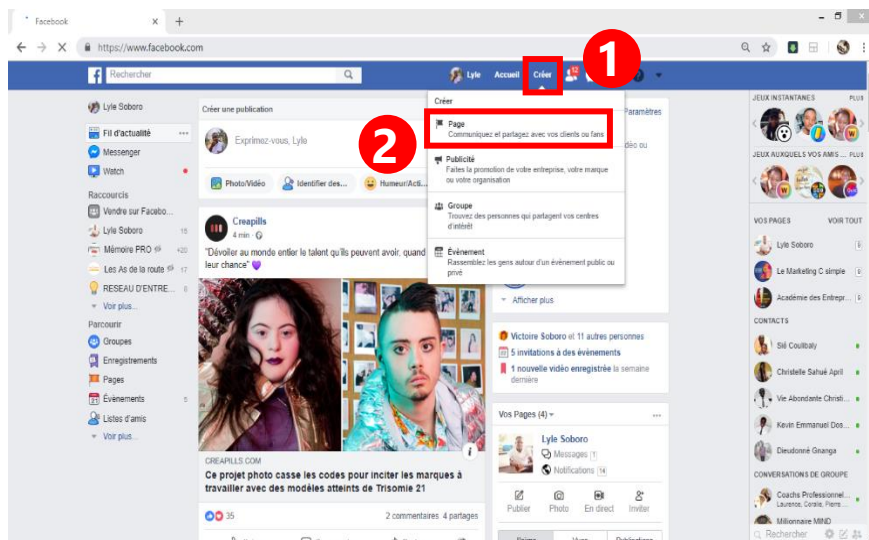 Facebook
https://www.facebook.com
1
Rechercher
Lyle
Accueil
Créer
12
Lyle Soboro
Fil d'actualité
Messenger
Watch
Raccourcis
Vendre sur Facebo...
Lyle Soboro 15
Mémoire PRO +20
Les As de la route 17
RESEAU D'ENTRE... 8
Voir plus...
Parcourir
Groupes
Enregistrements
Pages
Évènements 5
Listes d'amis
Voir plus...
Créer une publication
Exprimez-vous, Lyle
Photo/Vidéo
Identifier des...
Humeur/Acti...
2
Créer
Page
Communiquez et partagez avec vos clients ou fans
Publicité
Faites la promotion de votre entreprise, votre marque
ou votre organisation
Groupe
Trouvez des personnes qui partagent vos centres
d'intérêt
Évènement
Rassemblez les gens autour d'un évènement public ou
privé
Paramètres
déo ou
Afficher plus
Creapills
4 min
"Dévoiler au monde entier le talent qu'ils peuvent avoir, quand
leur chance" 💜
CREAPILLS.COM
Ce projet photo casse les codes pour inciter les marques à
travailler avec des modèles atteints de Trisomie 21
35
2 commentaires 4 partages
Victoire Soboro et 11 autres personnes
5 invitations à des évènements
1 nouvelle vidéo enregistrée la semaine
dernière
Vos Pages (4)
Lyle Soboro
Messages 1
Notifications 14
Publier
Photo
En direct
Inviter
JEUX INSTANTANÉS PLUS
JEUX AUXQUELS VOS AMIS ... PLUS
VOS PAGES VOIR TOUT
Lyle Soboro
Le Marketing C simple
Académie des Entrepr...
CONTACTS
Sié Coulibaly
Christelle Sahué April
Vie Abondante Christi...
Kevin Emmanuel Dos...
Dieudonné Gnanga
CONVERSATIONS DE GROUPE
Coachs Professionnel...
Laurence, Coralie, Pierre...
Millionnaire MIND
Rechercher